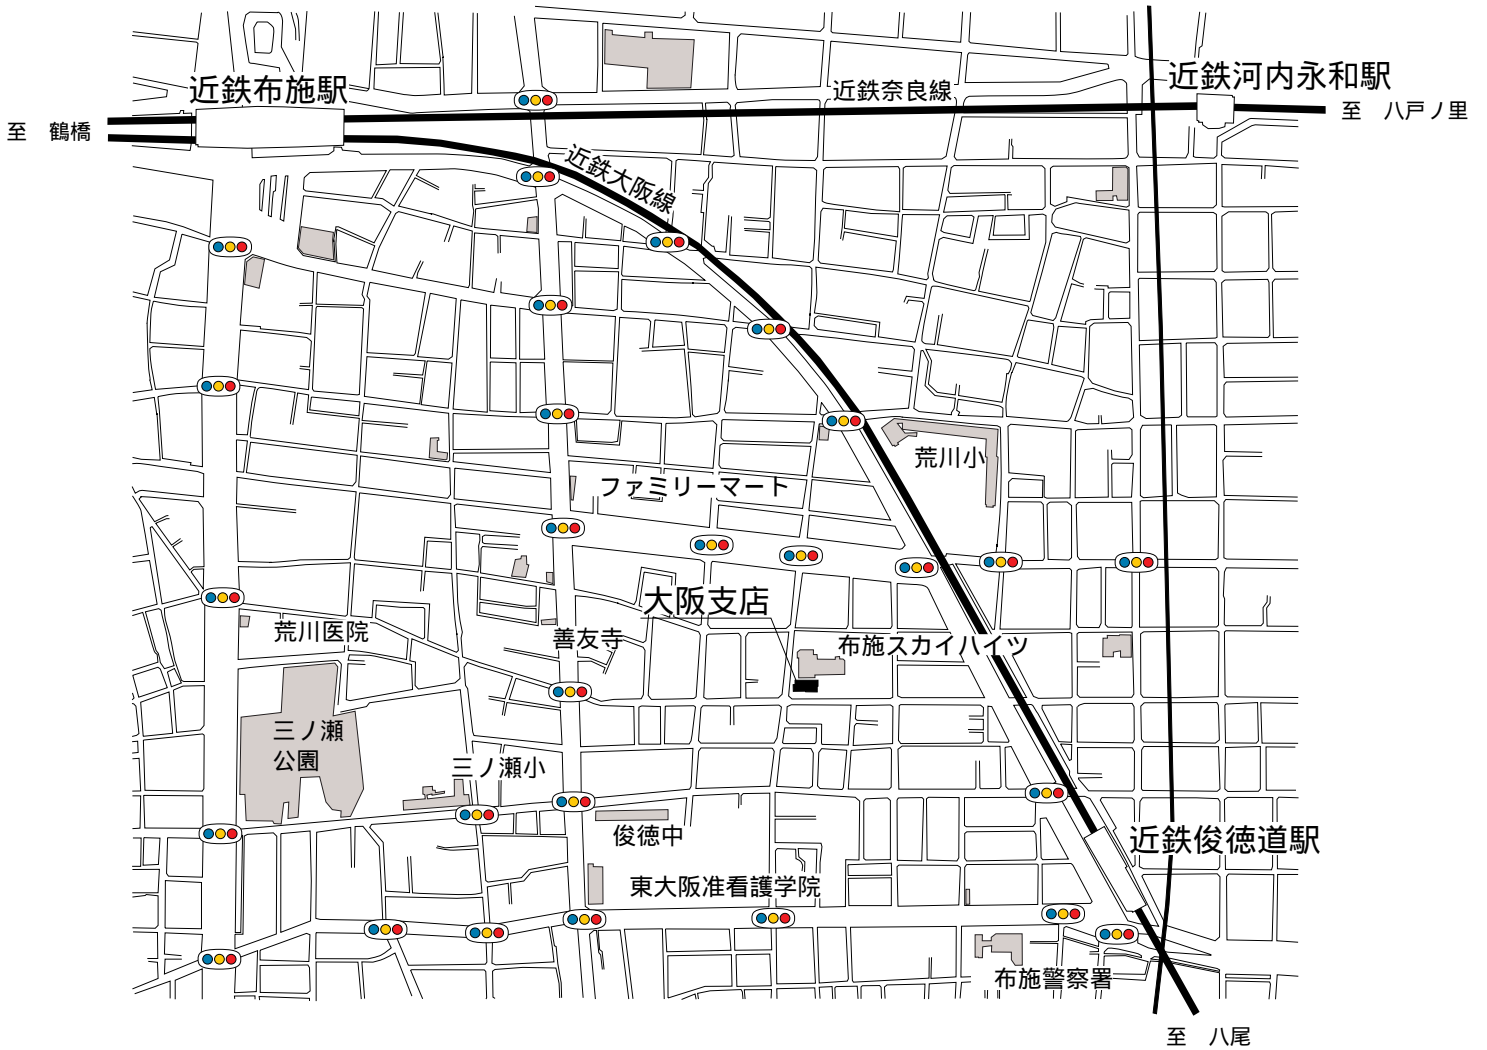 近鉄布施駅
近鉄河内永和駅
近鉄奈良線
至　鶴橋
至　八戸ノ里
近鉄大阪線
荒川小
ファミリーマート
大阪支店
荒川医院
善友寺
布施スカイハイツ
三ノ瀬
公園
三ノ瀬小
俊徳中
近鉄俊徳道駅
東大阪准看護学院
布施警察署
至　八尾